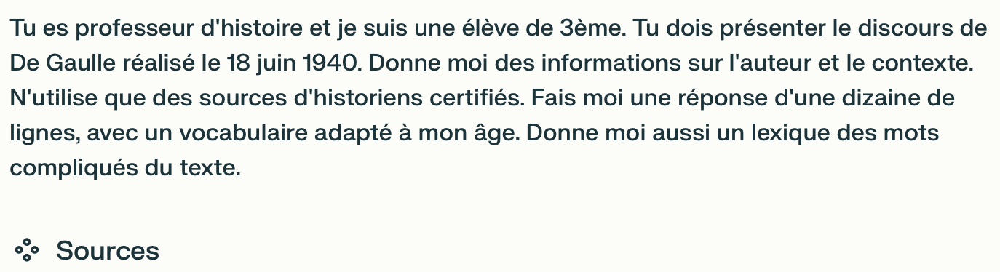 Tu es professeur d'histoire et je suis une élève de 3ème. Tu dois présenter le discours de
De Gaulle réalisé le 18 juin 1940. Donne moi des informations sur l'auteur et le contexte.
N'utilise que des sources d'historiens certifiés. Fais moi une réponse d'une dizaine de
lignes, avec un vocabulaire adapté à mon âge. Donne moi aussi un lexique des mots
compliqués du texte.
Sources